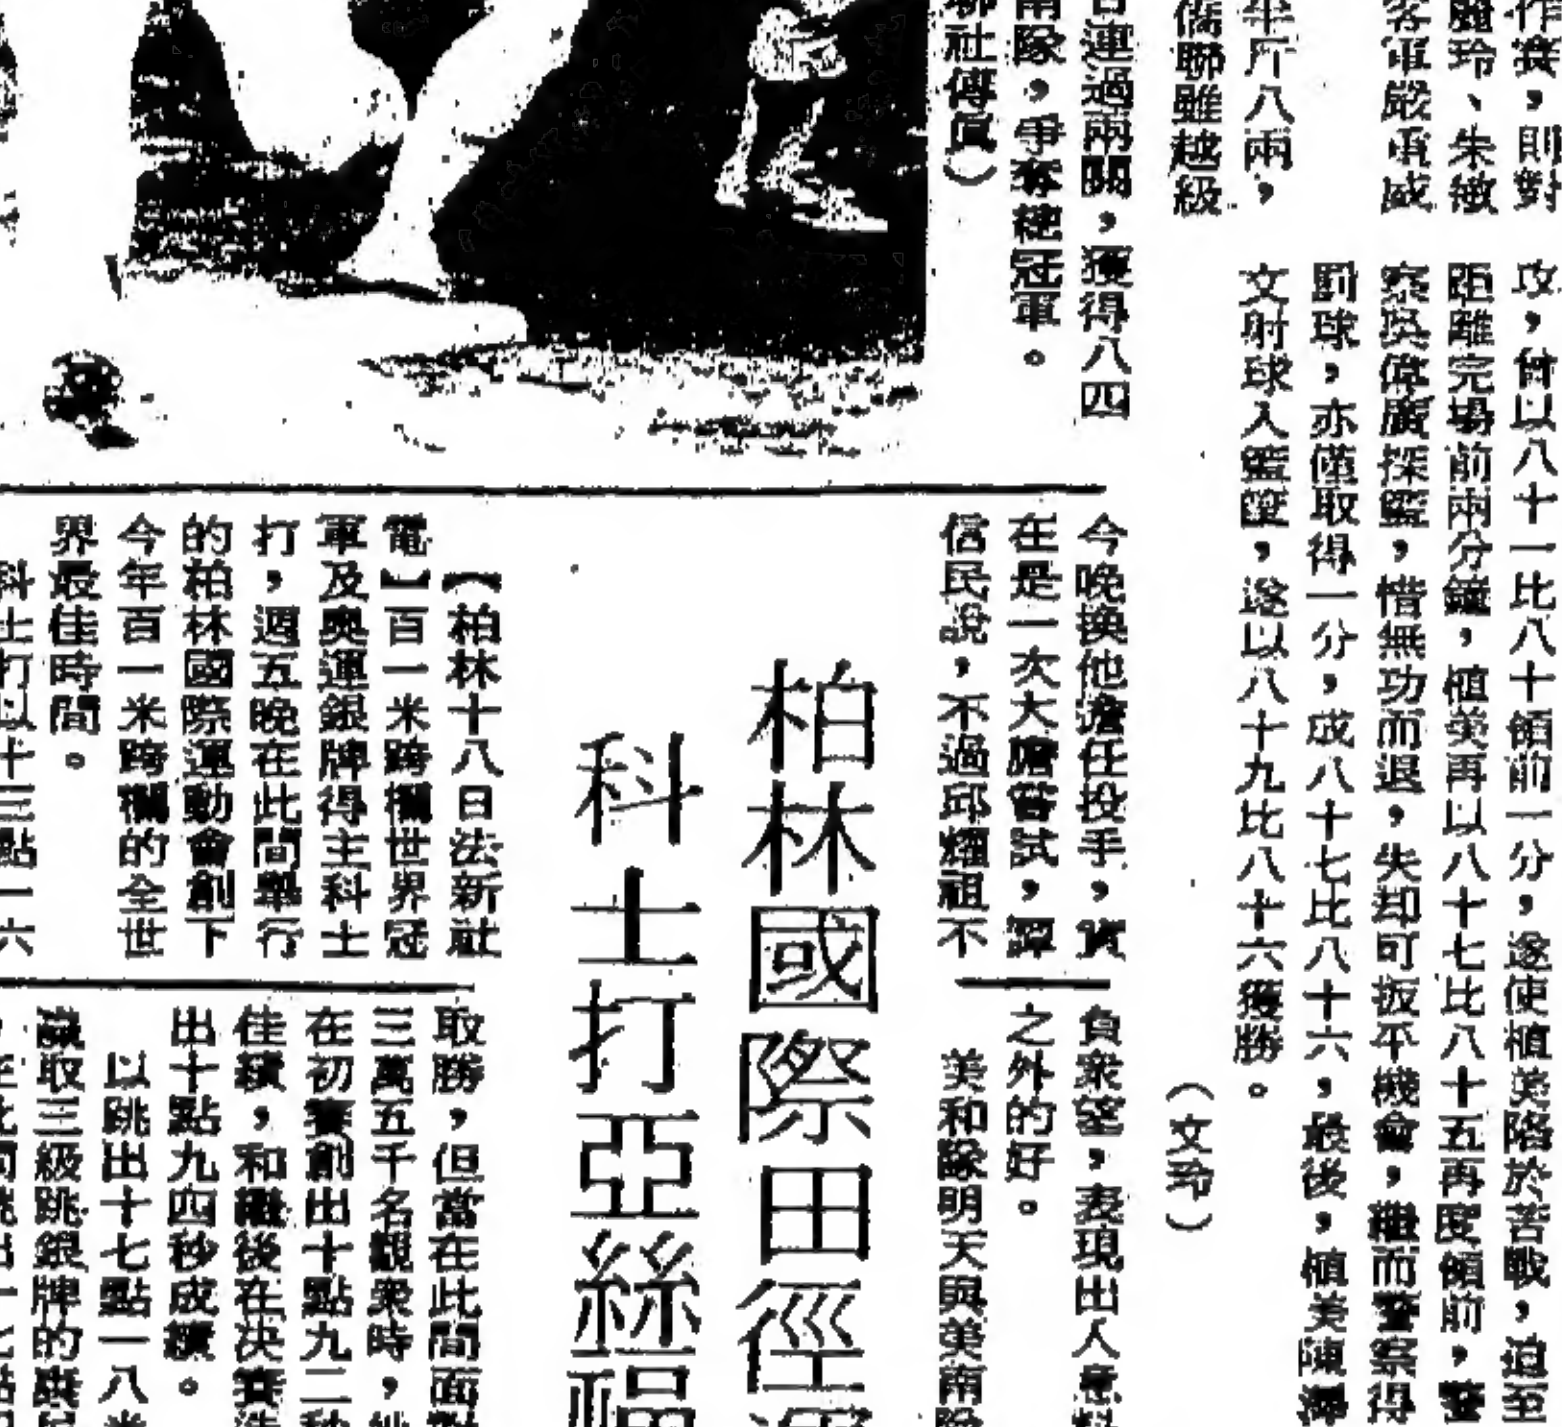 作賽，則對
麗玲、朱敏
客軍嚴重威
半斤八兩，
僑聯雖越級
攻，曾以八十一比八十領前一分，遂使植美陷於苦戰，迫至
距離完場前兩分鐘，植美再以八十七比八十五再度領前，警
察吳偉廣探籃，惜無功而退，失却可扳平機會，繼而警察得
罰球，亦僅取得一分，成八十七比八十六，最後，植美陳
文射球入籃，遂以八十九比八十六獲勝。
（文玲）
連過兩關，獲得八四
南隊，爭奪總冠軍。
聯社傳真）
今晚換他擔任投手，實
在是一次大膽嘗試，譚
信民說，不過邱祖不
負衆望，表現出人意料
之外的好。
美和隊明天與美南隊
柏林國際田徑
科士打亞絲福
【柏林十八日法新社
電】百一米跨欄世界冠
軍及奧運銀牌得主科士
打，週五晚在此間舉行
的柏林國際運動會創下
今年百一米跨欄的全世
界最佳時間。
科士打以十三點一六
取勝，但當在此間面對
三萬五千名觀衆時，她
在初賽創出十點九二秒
佳績，和繼後在決賽
出十點九四秒成績。
以跳出十七點一八米
贏取三級跳銀牌的奧